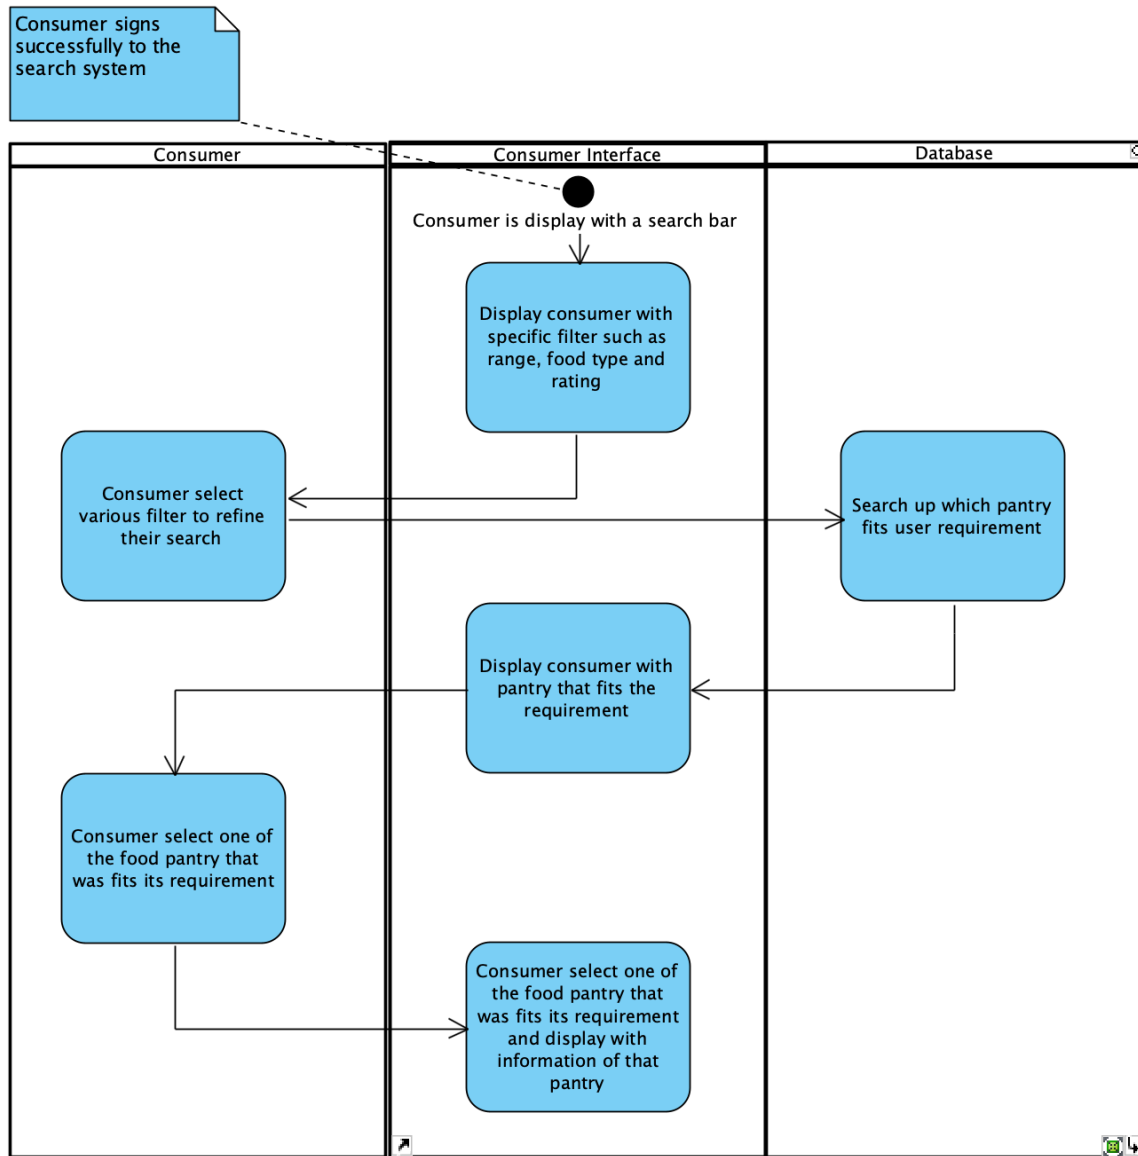 Consumer signs
successfully to the
search system
Consumer
Consumer Interface
Database
Consumer is display with a search bar
Display consumer with
specific filter such as
range, food type and
rating
Consumer select
various filter to refine
their search
Search up which pantry
fits user requirement
Display consumer with
pantry that fits the
requirement
Consumer select one of
the food pantry that
was fits its requirement
Consumer select one of
the food pantry that
was fits its requirement
and display with
information of that
pantry